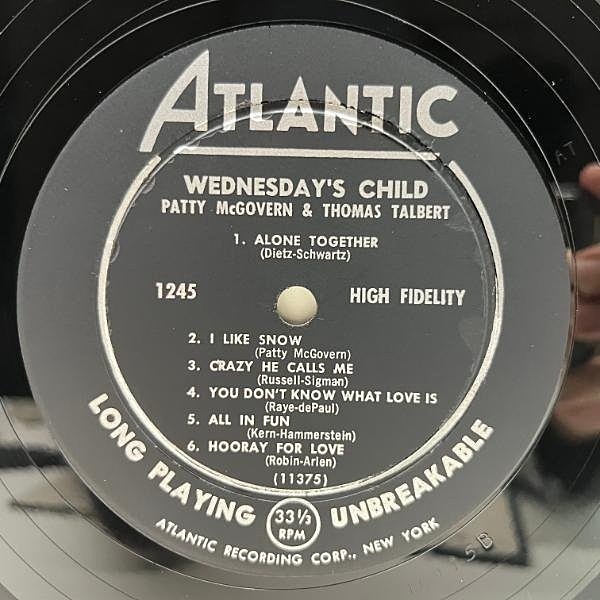 ATLANTIC
WEDNESDAY'S CHILD
PATTY McGOVERN & THOMAS TALBERT
1. ALONE TOGETHER
(Dietz-Schwartz)
1245 HIGH FIDELITY
2. I LIKE SNOW
(Patty McGovern)
3. CRAZY HE CALLS ME
(Russell-Sigman)
4. YOU DON'T KNOW WHAT LOVE IS
(Raye-dePaul)
5. ALL IN FUN
(Kern-Hammerstein)
6. HOORAY FOR LOVE
(Robin-Arlen)
(11375)
LONG PLAYING 33 1/3 RPM UNBREAKABLE
ATLANTIC RECORDING CORP., NEW YORK
AT